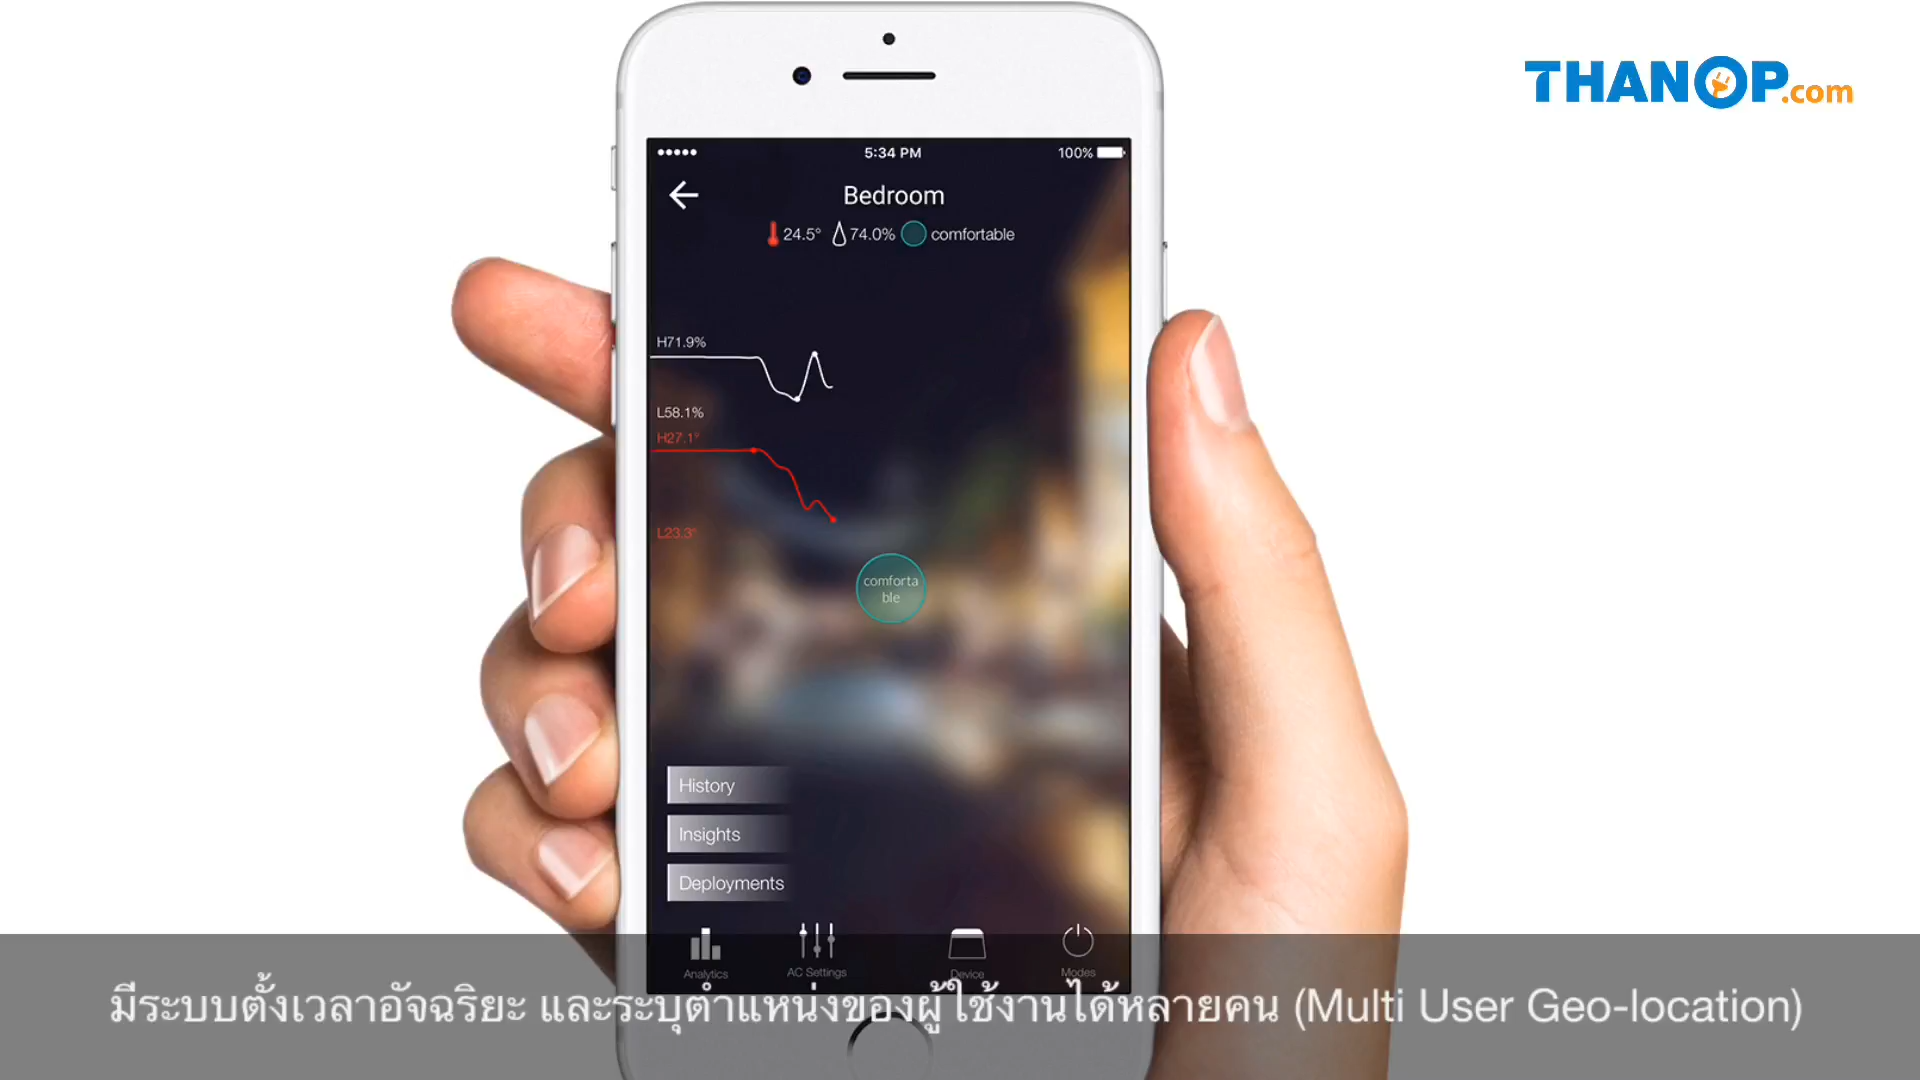 THANOP.com
5:34 PM
100%
Bedroom
24.5° 74.0% comfortable
H71.9%
L58.1%
H27.1°
L23.3°
comforta
ble
History
Insights
Deployments
Analytics AC Settings Device Modes
มีระบบตั้งเวลาอัจฉริยะ และระบุตำแหน่งของผู้ใช้งานได้หลายคน (Multi User Geo-location)